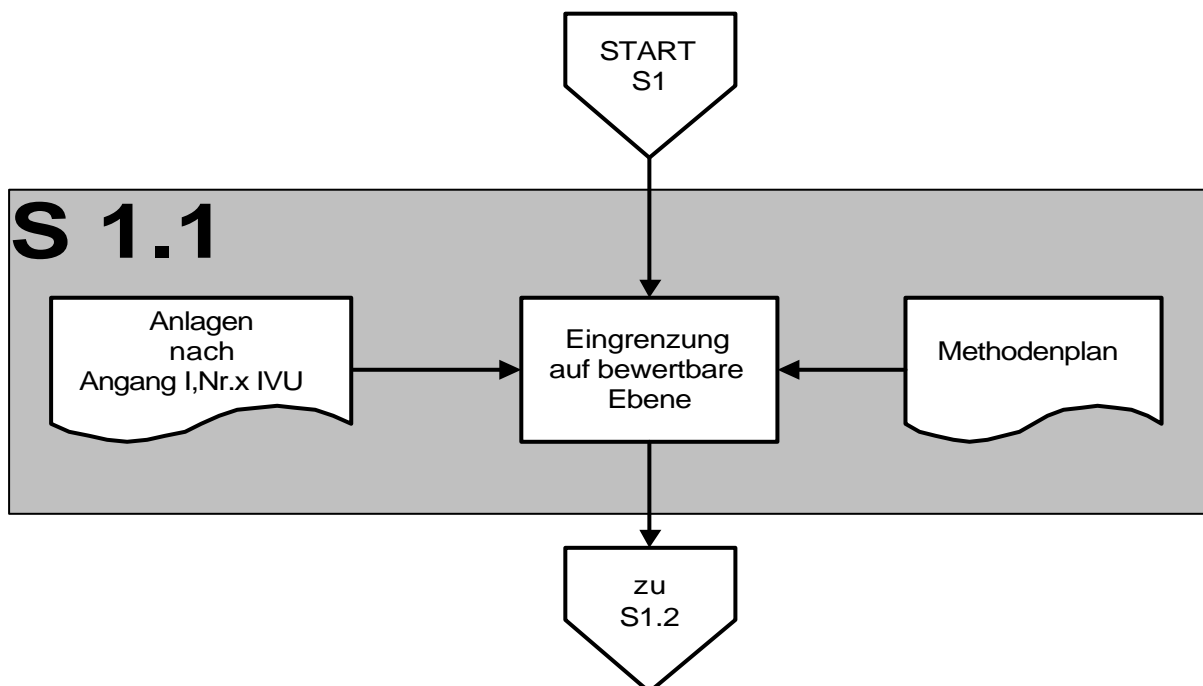 START
S1
S 1.1
Anlagen
nach
Angang I,Nr.x IVU
Eingrenzung
auf bewertbare
Ebene
Methodenplan
zu
S1.2